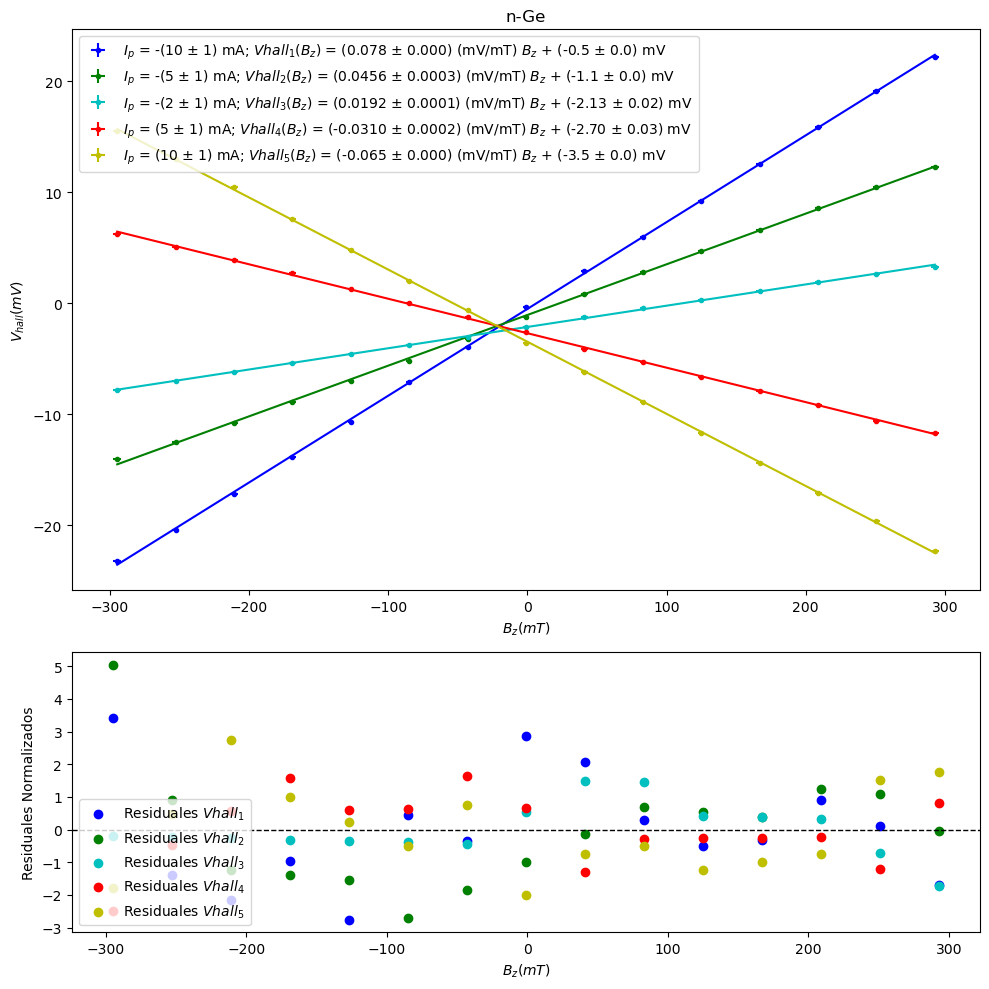 n-Ge
I_p = -(10 ± 1) mA; Vhall_1(B_z) = (0.078 ± 0.000) (mV/mT) B_z + (-0.5 ± 0.0) mV
I_p = -(5 ± 1) mA; Vhall_2(B_z) = (0.0456 ± 0.0003) (mV/mT) B_z + (-1.1 ± 0.0) mV
I_p = -(2 ± 1) mA; Vhall_3(B_z) = (0.0192 ± 0.0001) (mV/mT) B_z + (-2.13 ± 0.02) mV
I_p = (5 ± 1) mA; Vhall_4(B_z) = (-0.0310 ± 0.0002) (mV/mT) B_z + (-2.70 ± 0.03) mV
I_p = (10 ± 1) mA; Vhall_5(B_z) = (-0.065 ± 0.000) (mV/mT) B_z + (-3.5 ± 0.0) mV
20
10
0
−10
−20
V_hall(mV)
−300 −200 −100 0 100 200 300
B_z(mT)
5
4
3
2
1
0
−1
−2
−3
Residuales Normalizados
Residuales Vhall_1
Residuales Vhall_2
Residuales Vhall_3
Residuales Vhall_4
Residuales Vhall_5
−300 −200 −100 0 100 200 300
B_z(mT)